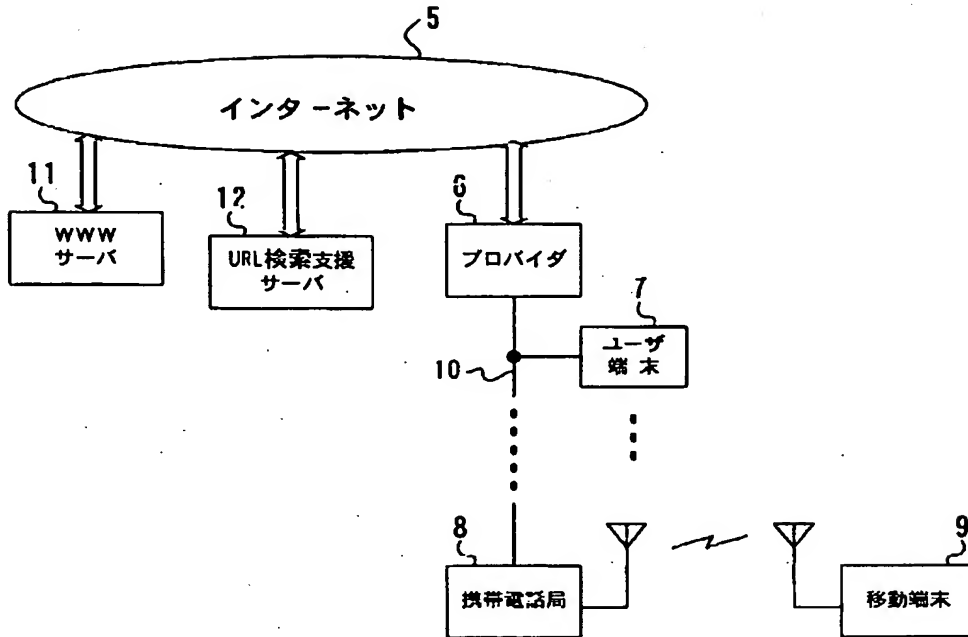 5
インターネット
11
WWW
サーバ
12
URL検索支援
サーバ
6
プロバイダ
7
ユーザ
端末
10
8
携帯電話局
9
移動端末